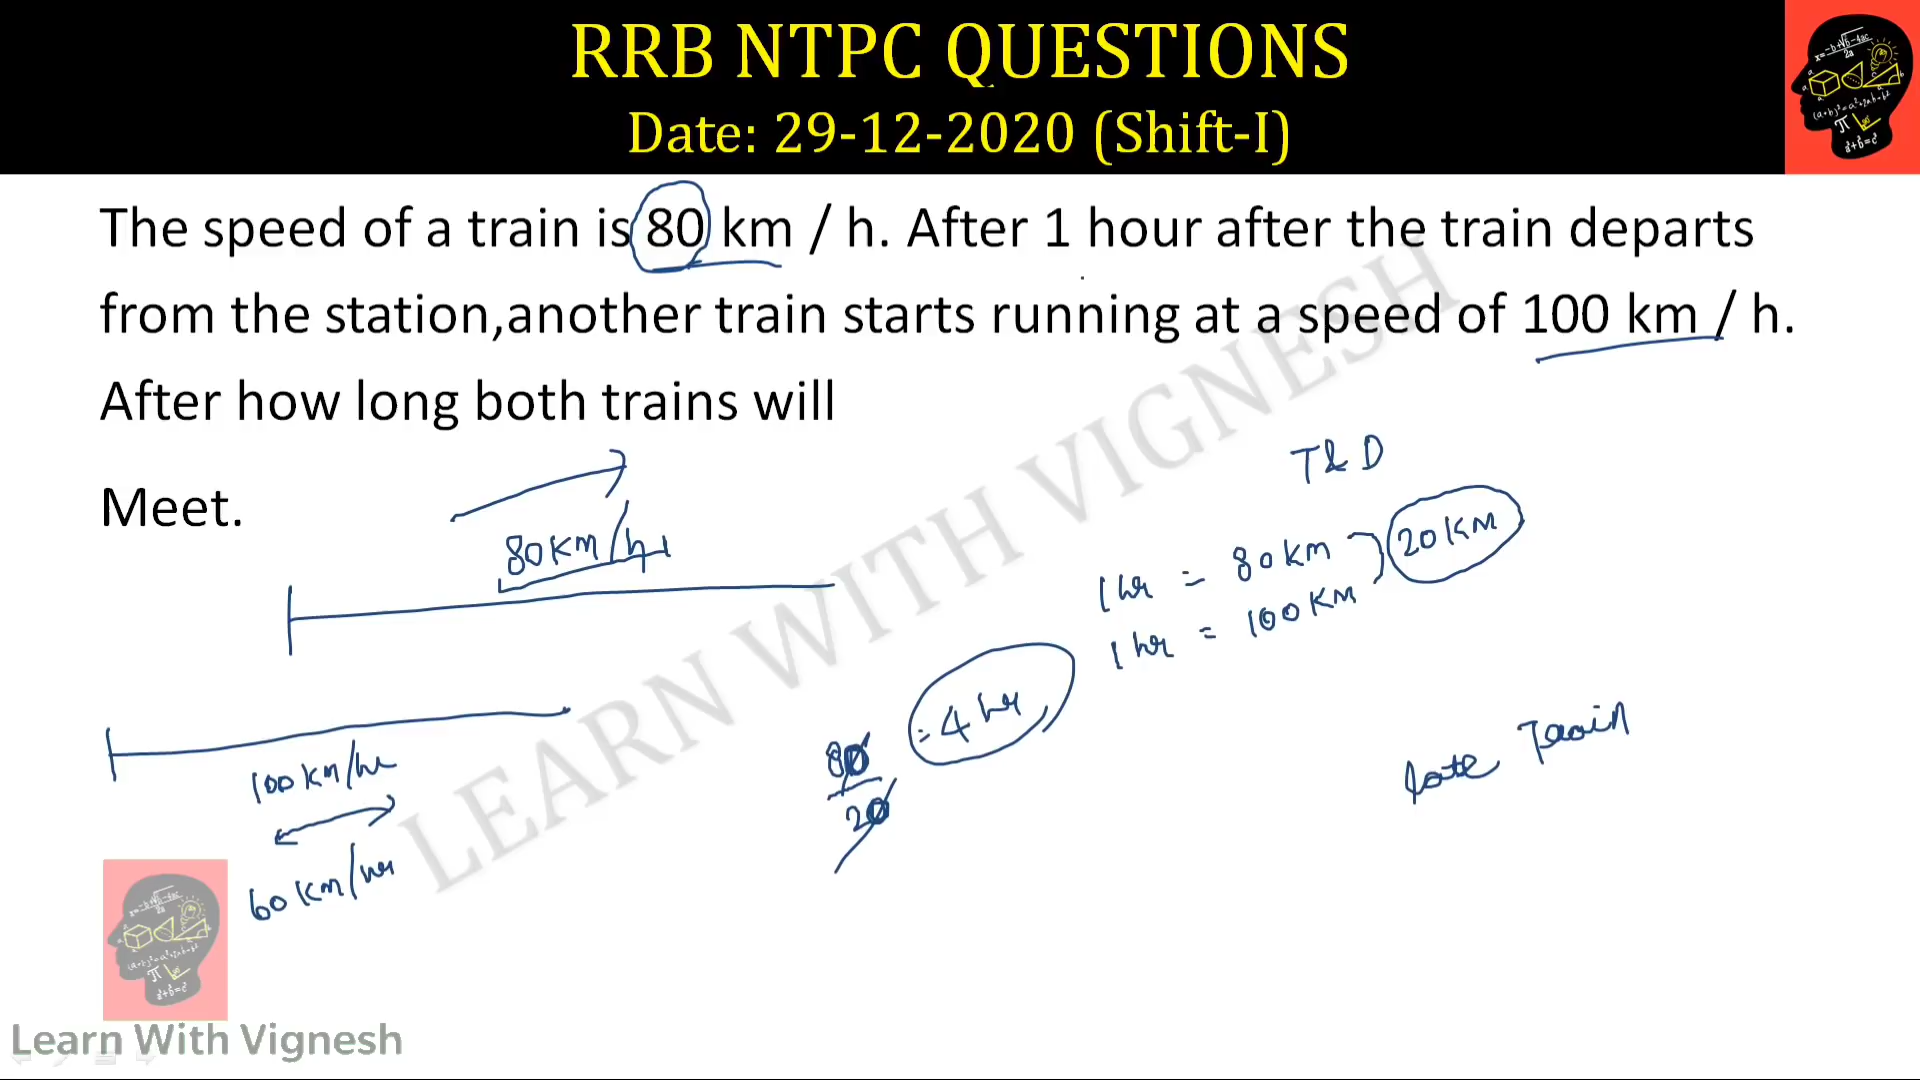 RRB NTPC QUESTIONS
Date: 29-12-2020 (Shift-I)
The speed of a train is 80 km / h. After 1 hour after the train departs
from the station,another train starts running at a speed of 100 km / h.
After how long both trains will
Meet.
T & D
80 KM/hr
1 hr = 80 km
20 KM
1 hr = 100 KM
100 KM/hr
60 KM/hr
80
20
= 4 hr
late Train
LEARN WITH VIGNESH
Learn With Vignesh